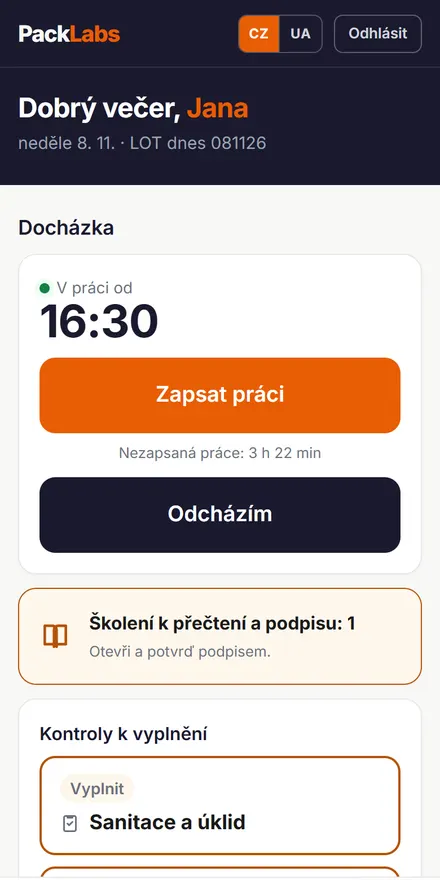 PackLabs
CZ
UA
Odhlásit
Dobrý večer, Jana
neděle 8. 11. · LOT dnes 081126
Docházka
V práci od
16:30
Zapsat práci
Nezapsaná práce: 3 h 22 min
Odcházím
Školení k přečtení a podpisu: 1
Otevři a potvrď podpisem.
Kontroly k vyplnění
Vyplnit
Sanitace a úklid